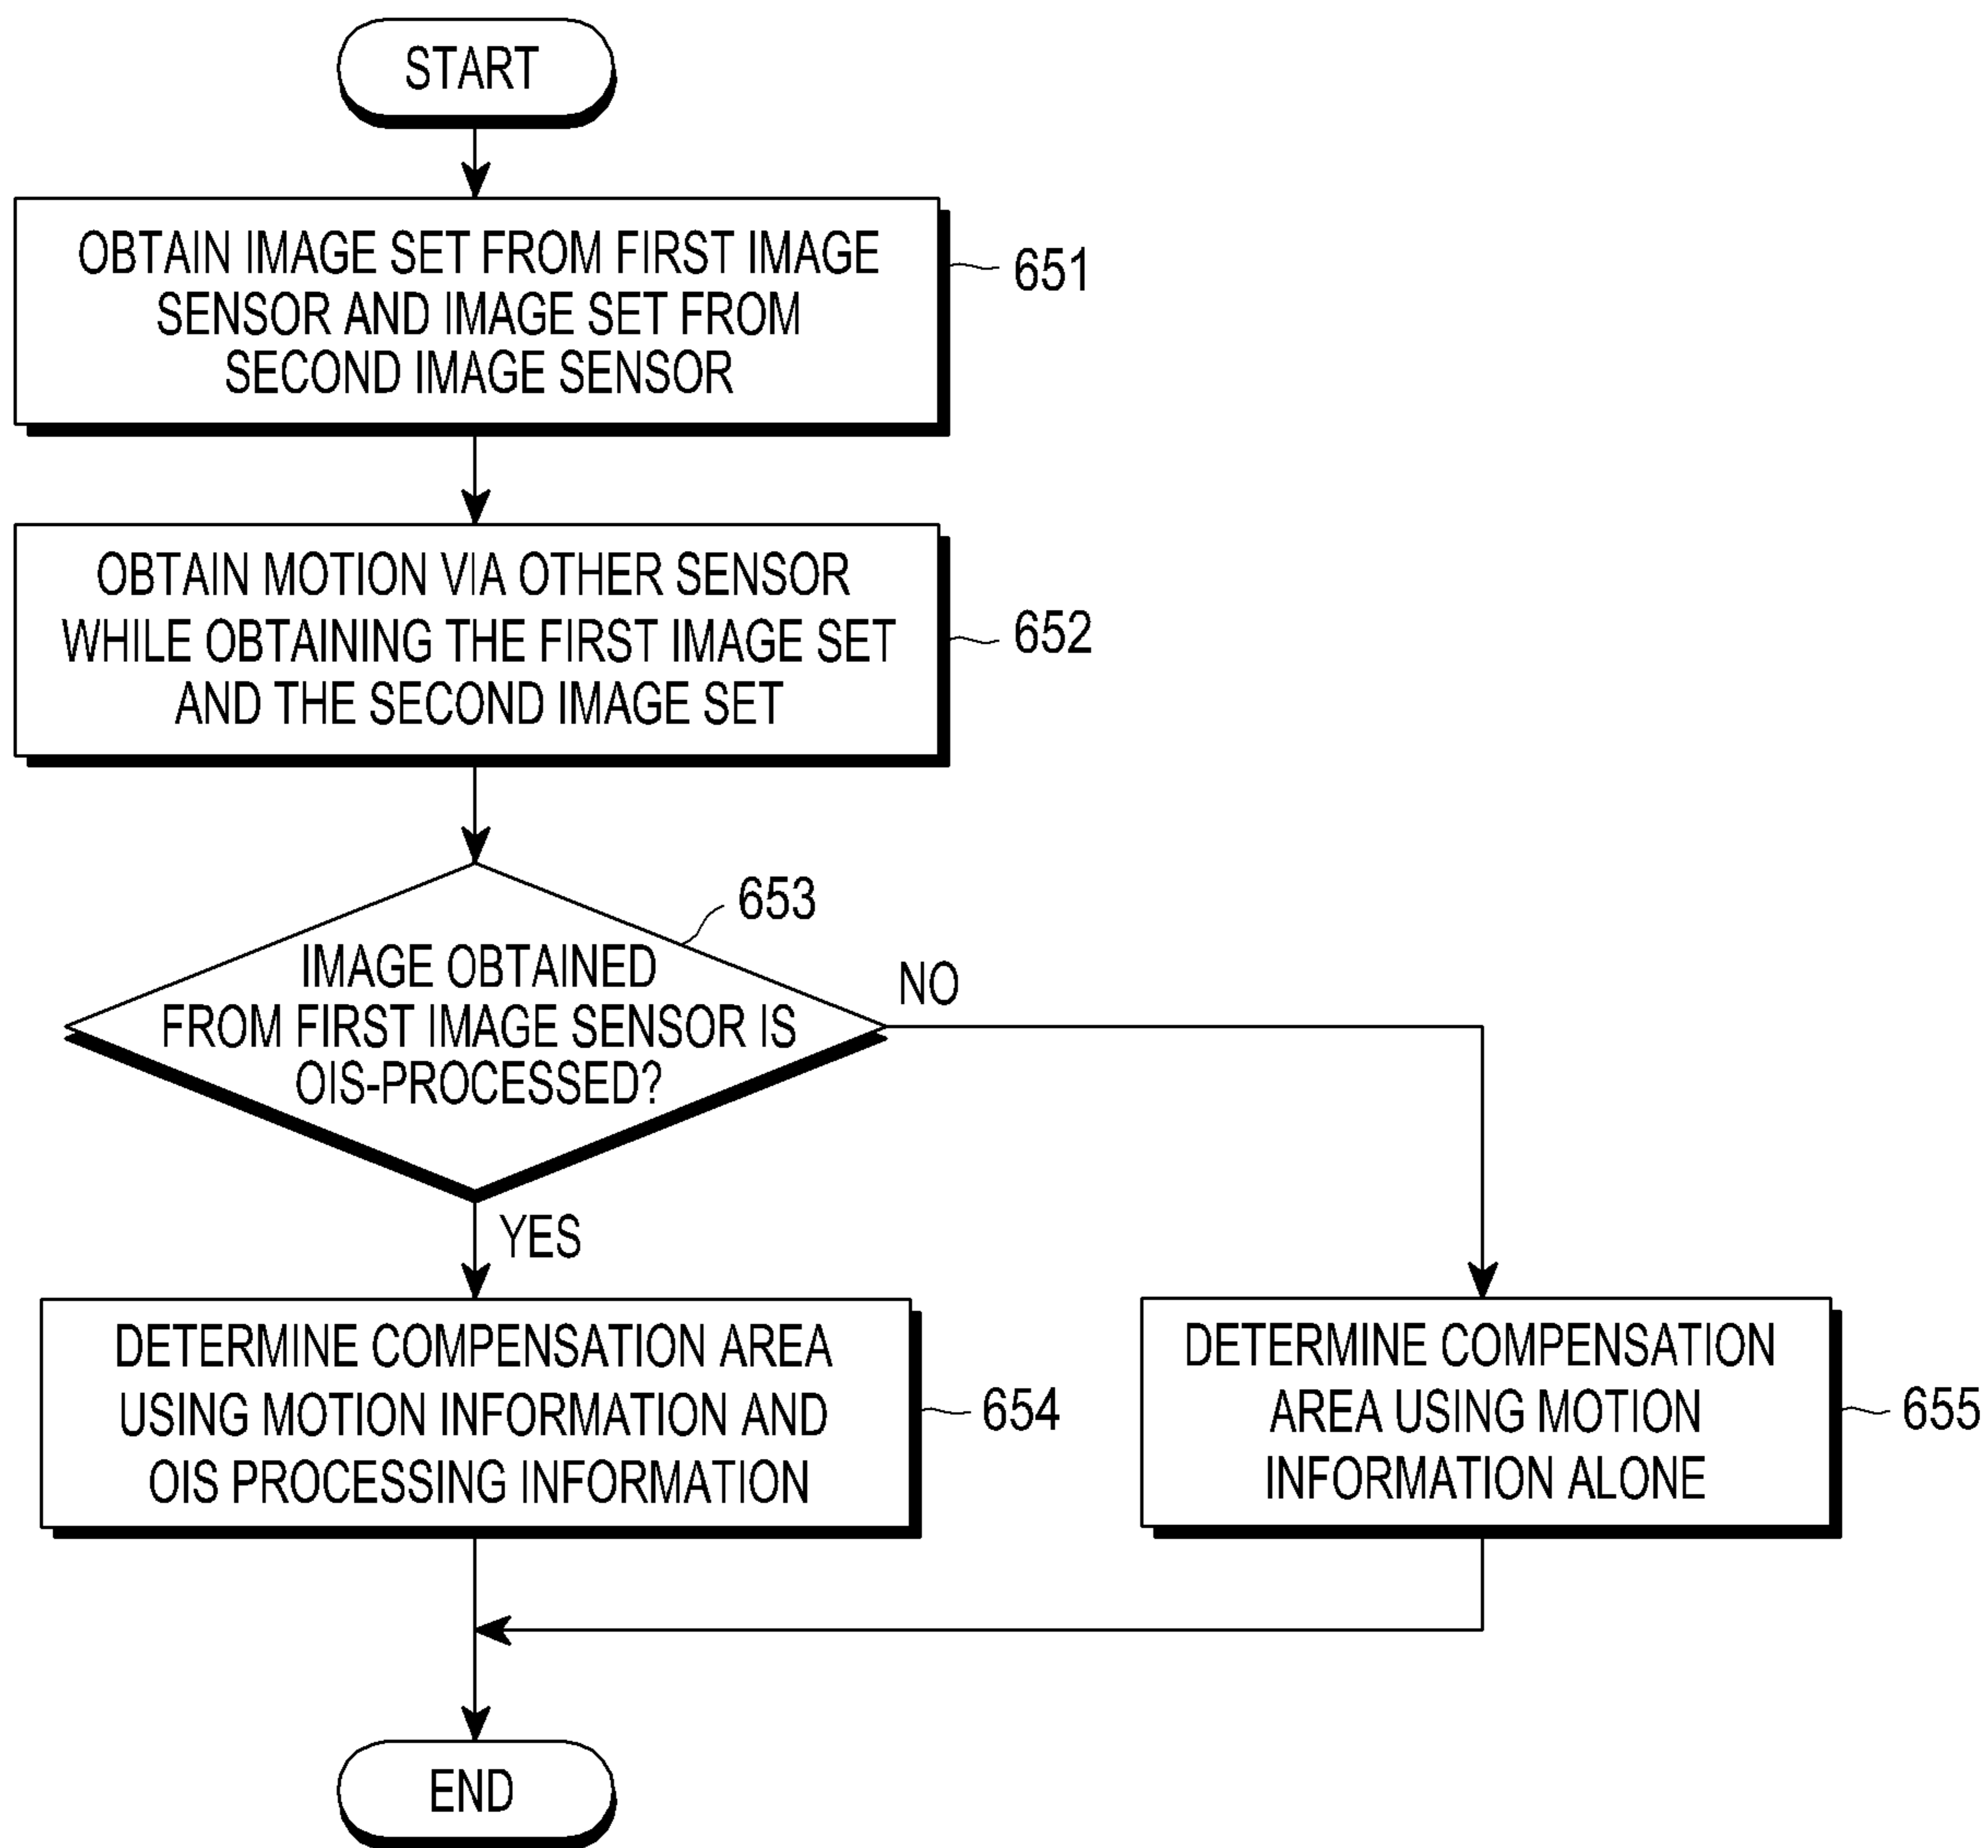 START
OBTAIN IMAGE SET FROM FIRST IMAGE
SENSOR AND IMAGE SET FROM
SECOND IMAGE SENSOR
651
OBTAIN MOTION VIA OTHER SENSOR
WHILE OBTAINING THE FIRST IMAGE SET
AND THE SECOND IMAGE SET
652
653
IMAGE OBTAINED
FROM FIRST IMAGE SENSOR IS
OIS-PROCESSED?
NO
YES
DETERMINE COMPENSATION AREA
USING MOTION INFORMATION AND
OIS PROCESSING INFORMATION
654
DETERMINE COMPENSATION
AREA USING MOTION
INFORMATION ALONE
655
END